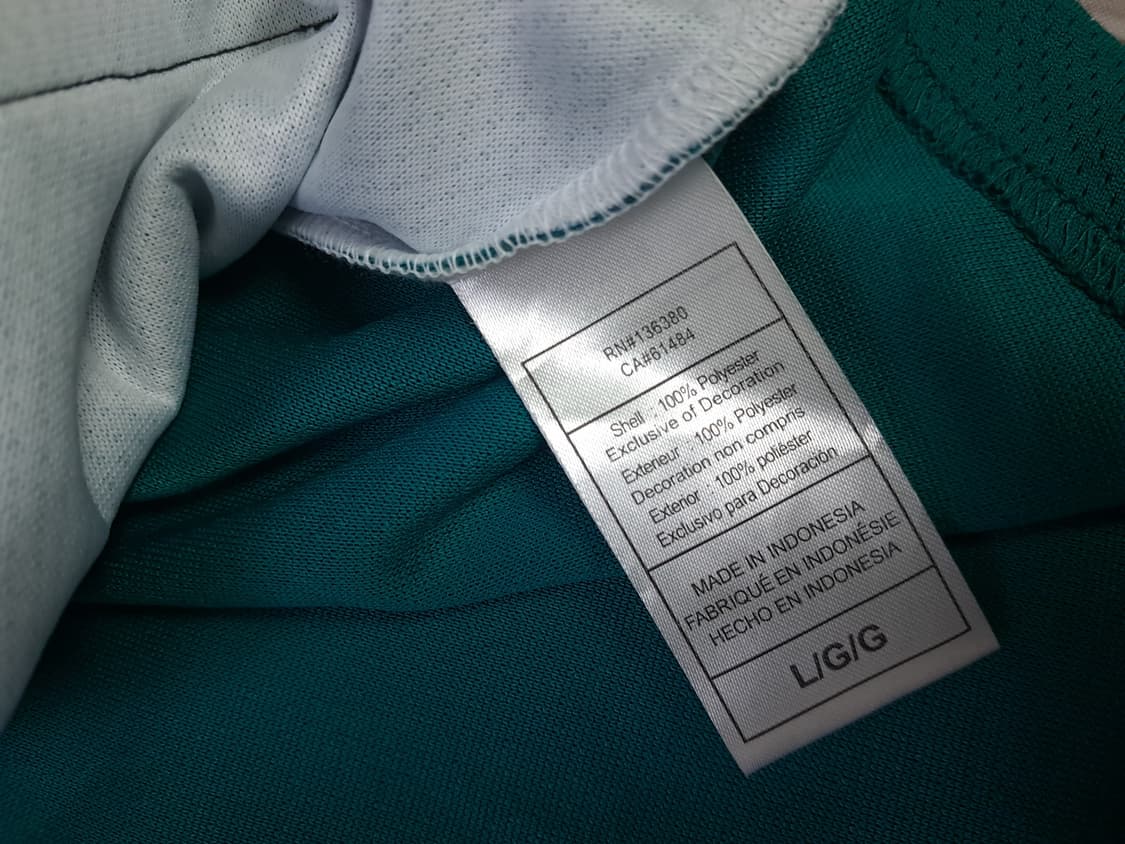 RN#136380
CA#61484
Shell : 100% Polyester
Exclusive of Decoration
Exteneur : 100% Polyester
Decoration non compris
Exterior : 100% poliéster
Exclusivo para Decoración
MADE IN INDONESIA
FABRIQUÉ EN INDONÉSIE
HECHO EN INDONESIA
L/G/G